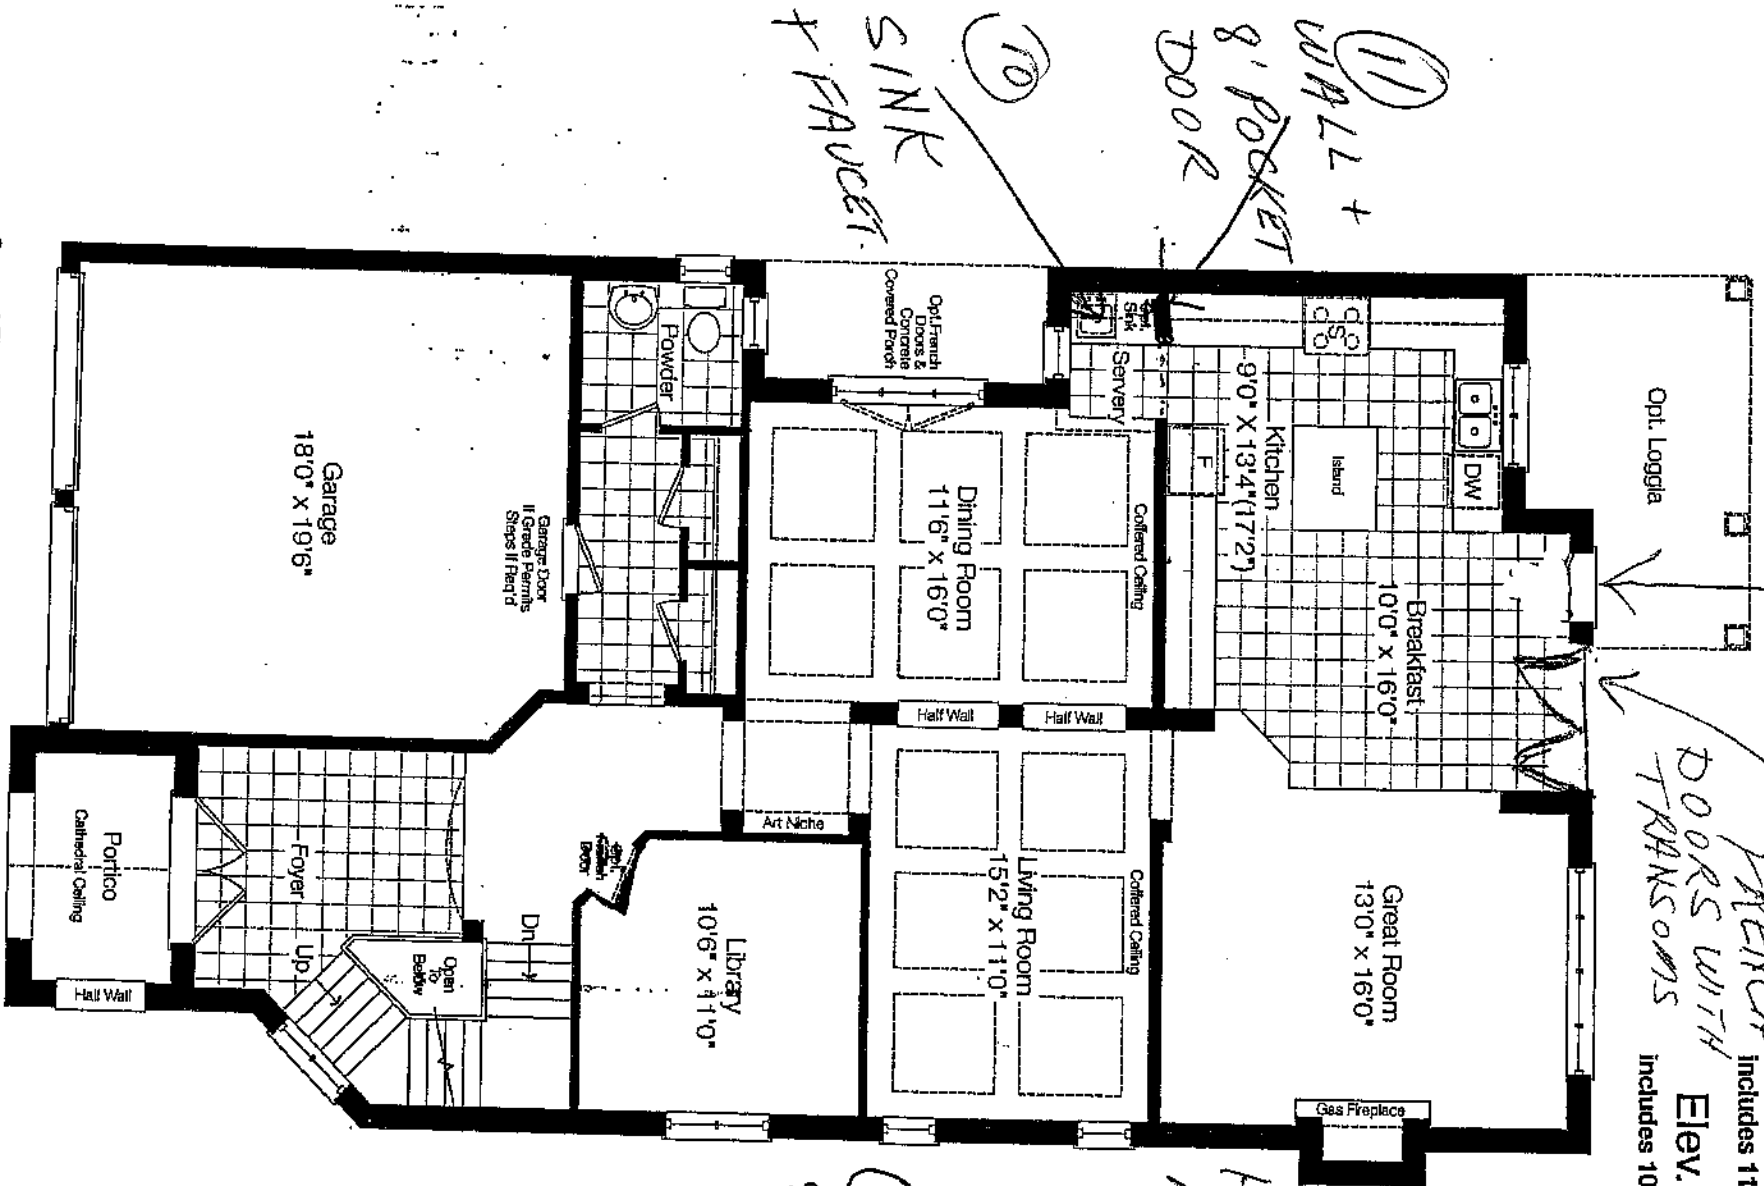 11
WALL +
8' POCKET
DOOR
10
SINK
+ FAUCET
Opt. Loggia
DOORS WITH
TRANSOMS
Elev.
Opt.French
Doors &
Concrete
Covered Porch
Opt.
Sink
Servery
S
Kitchen
9'0" X 13'4"(17'2")
Island
DW
F
Breakfast
10'0" x 16'0"
Powder
Dining Room
11'6" x 16'0"
Coffered Ceiling
Garage
18'0" x 19'6"
Garage Door
If Grade Permits
Steps If Req'd
Half Wall
Half Wall
Art Niche
Living Room
15'2" x 11'0"
Coffered Ceiling
Great Room
13'0" x 16'0"
Gas Fireplace
Library
10'6" x 11'0"
Portico
Cathedral Ceiling
Foyer
Up
Dn
Open
To
Below
Half Wall